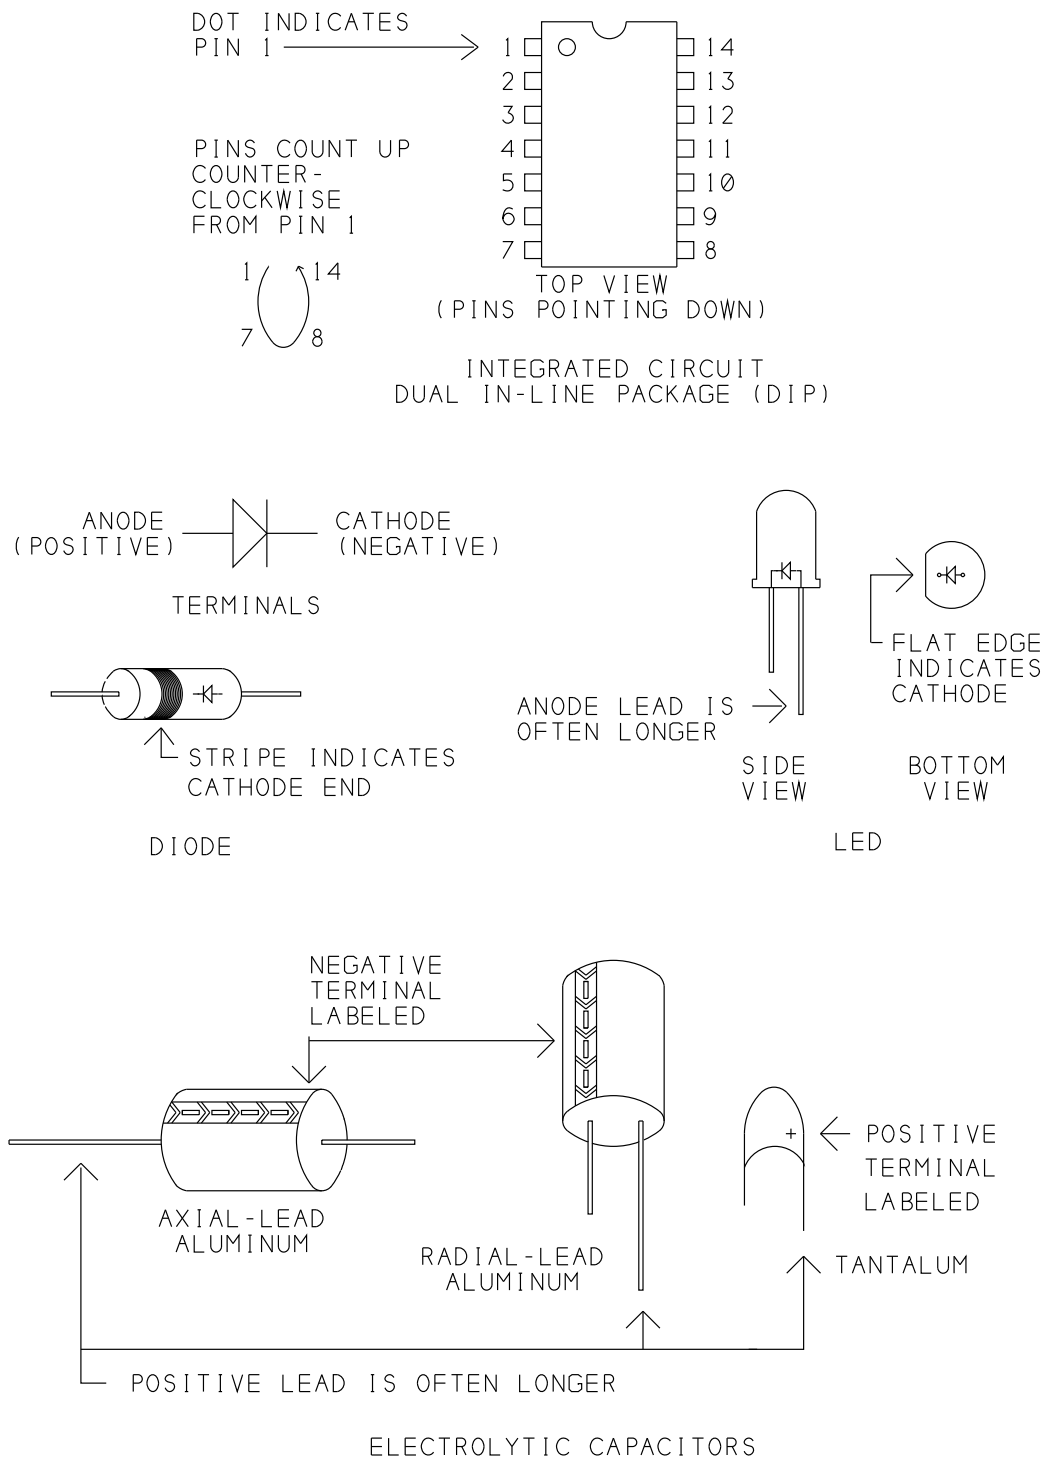 DOT INDICATES
PIN 1
1 14
2 13
3 12
4 11
5 10
6 9
7 8
PINS COUNT UP
COUNTER-
CLOCKWISE
FROM PIN 1
1 14
7 8
TOP VIEW
(PINS POINTING DOWN)
INTEGRATED CIRCUIT
DUAL IN-LINE PACKAGE (DIP)
ANODE
(POSITIVE)
CATHODE
(NEGATIVE)
TERMINALS
STRIPE INDICATES
CATHODE END
DIODE
FLAT EDGE
INDICATES
CATHODE
ANODE LEAD IS
OFTEN LONGER
SIDE
VIEW
BOTTOM
VIEW
LED
NEGATIVE
TERMINAL
LABELED
+
POSITIVE
TERMINAL
LABELED
AXIAL-LEAD
ALUMINUM
RADIAL-LEAD
ALUMINUM
TANTALUM
POSITIVE LEAD IS OFTEN LONGER
ELECTROLYTIC CAPACITORS